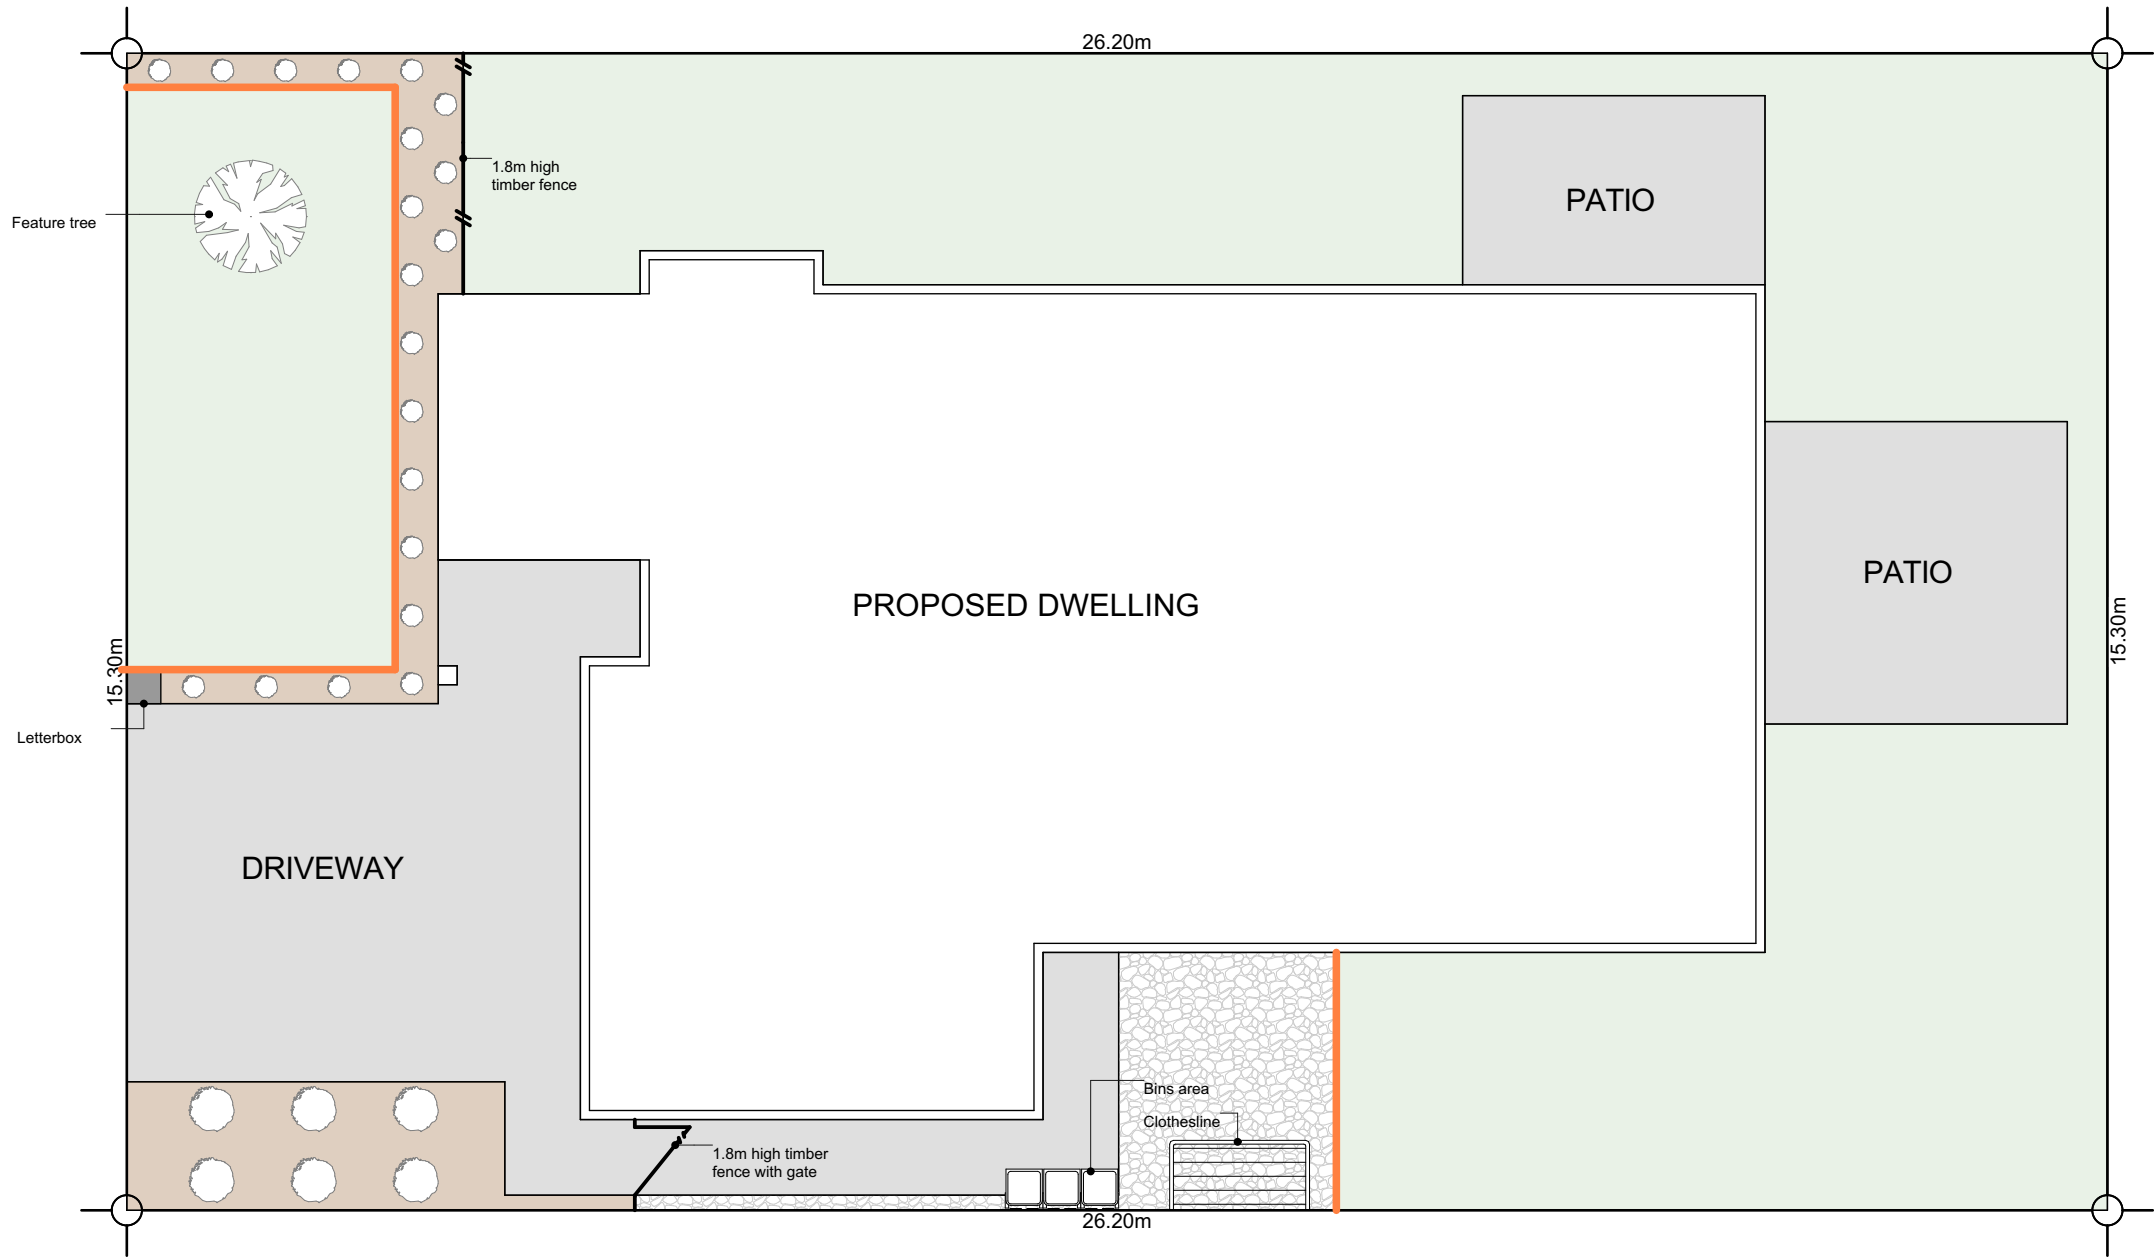 26.20m
1.8m high
timber fence
PATIO
Feature tree
PATIO
PROPOSED DWELLING
15.30m
15.30m
Letterbox
DRIVEWAY
Bins area
Clothesline
1.8m high timber
fence with gate
26.20m